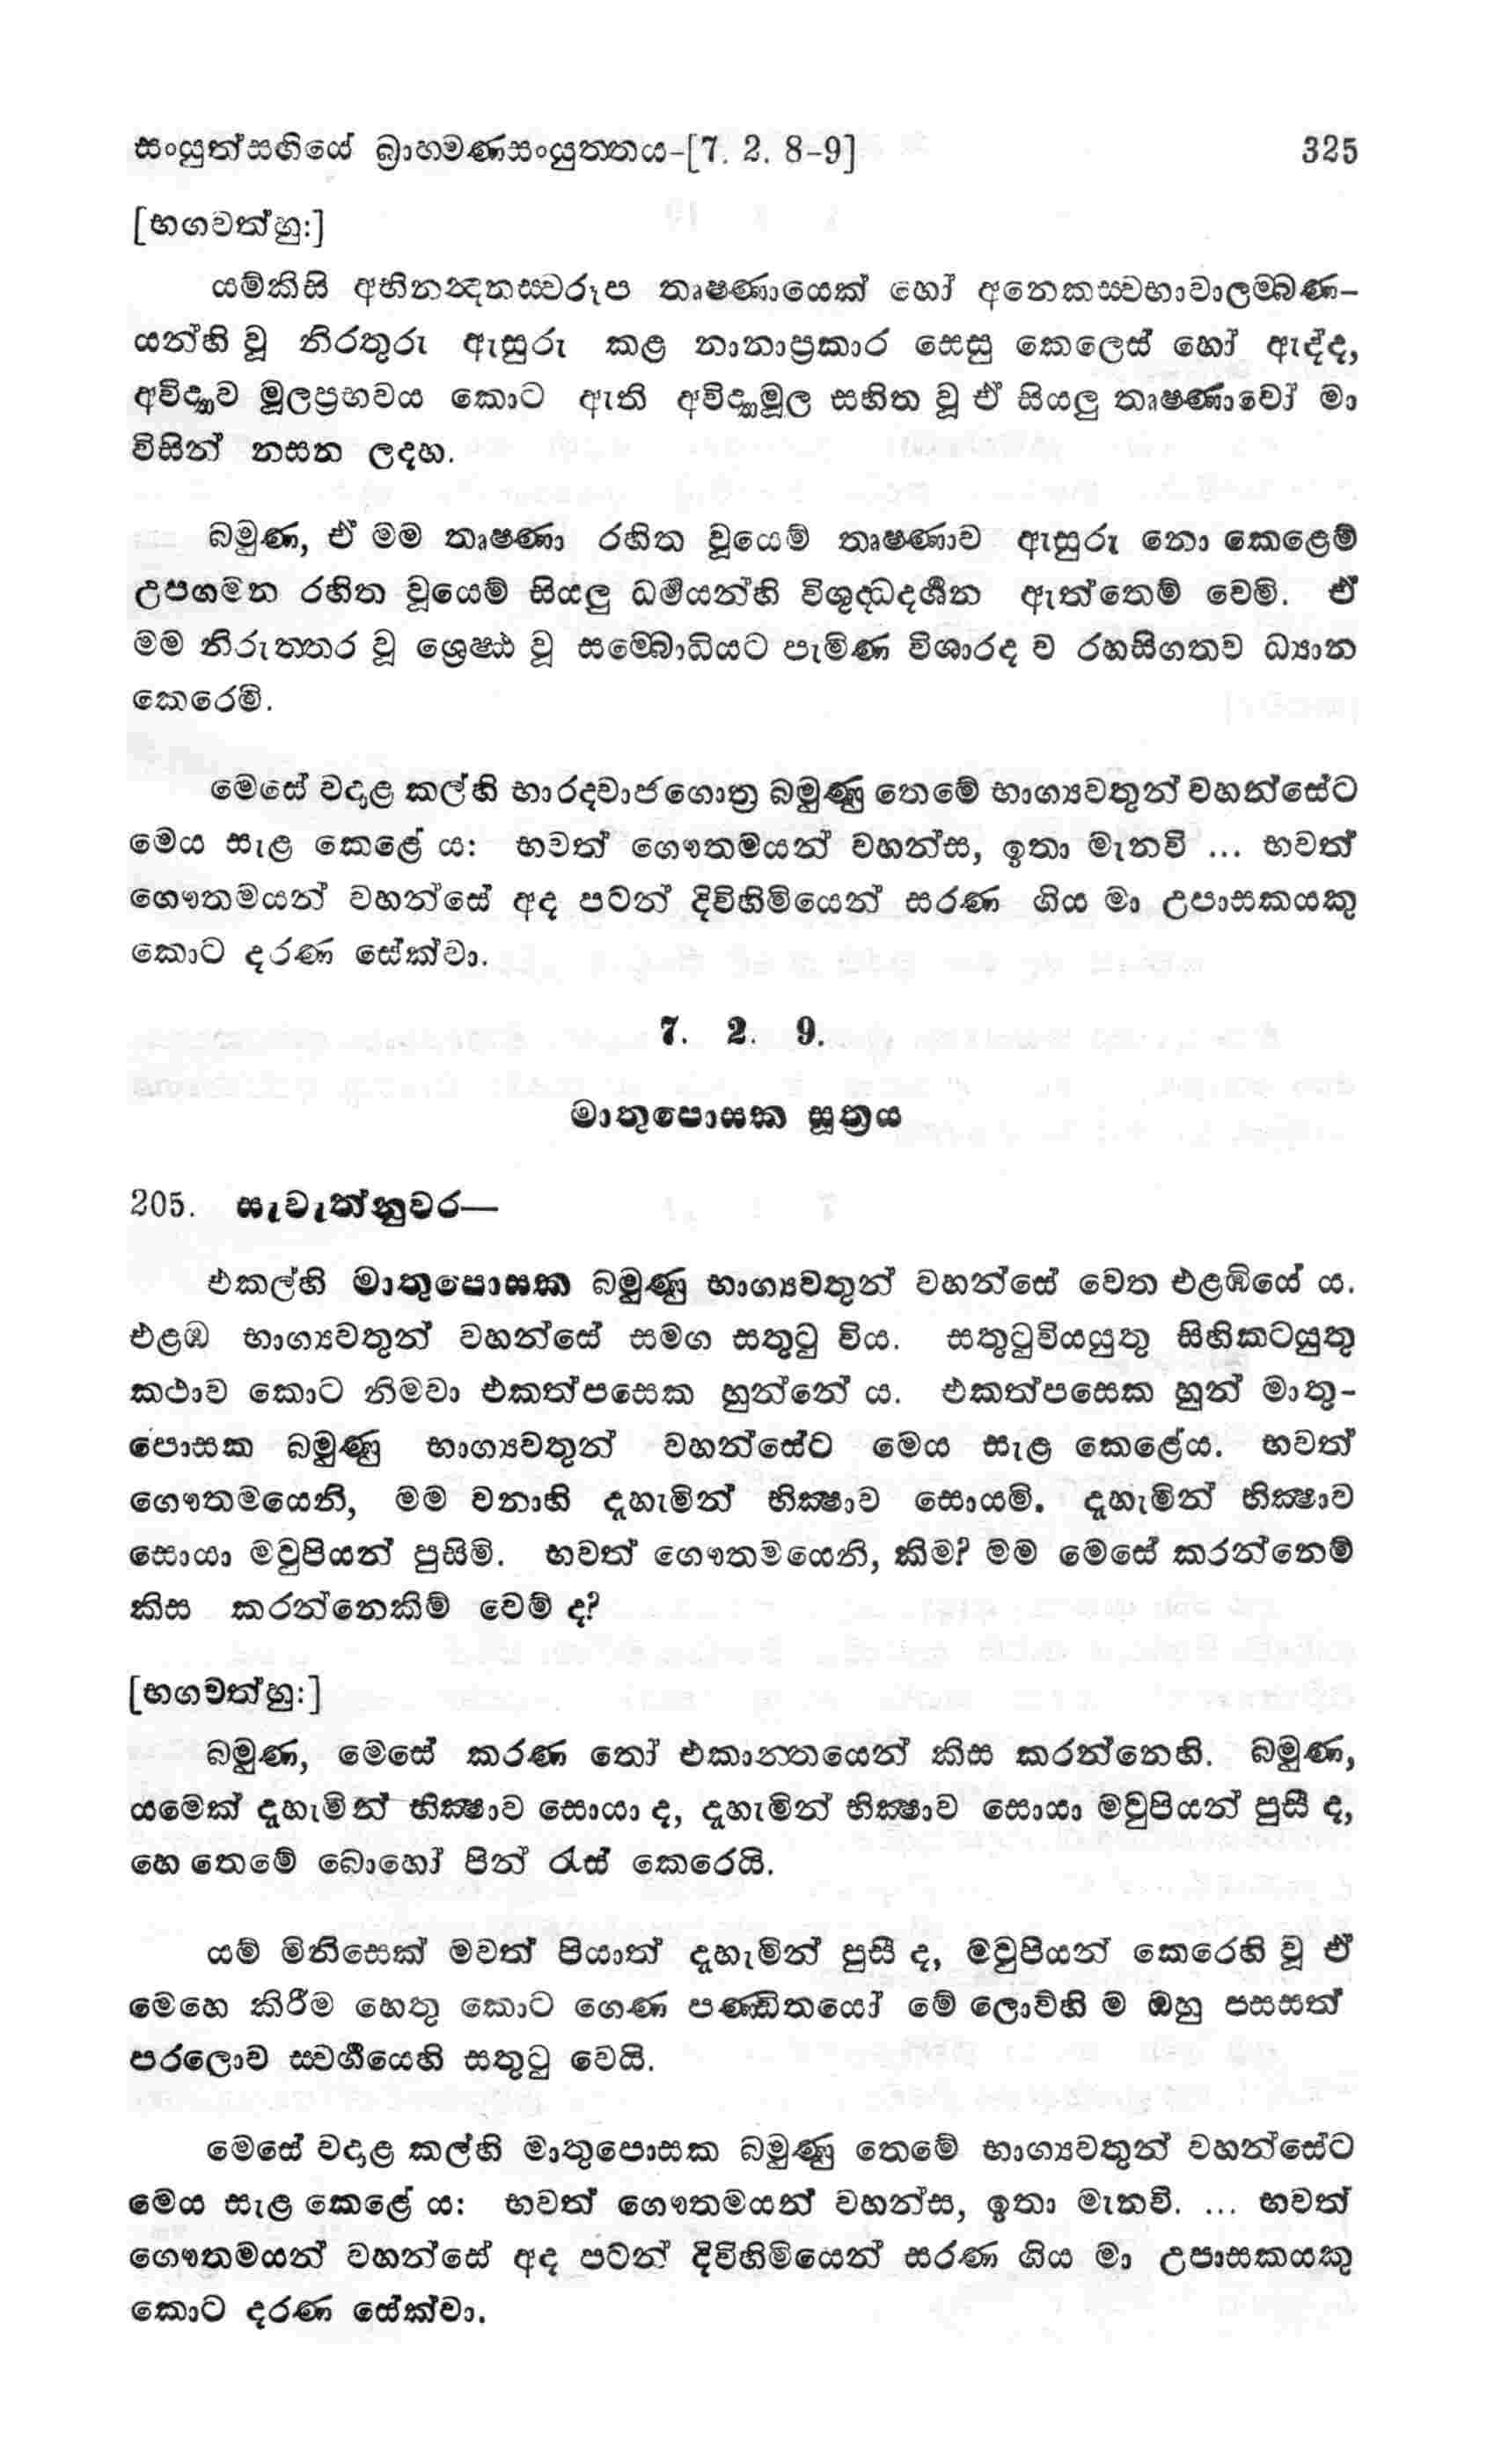 සංයුත්සඟියේ බ්‍රාහ්මණසංයුත්තය-[7. 2. 8-9] 325
[භගවත්හු:]
යම්කිසි අභිනන්‍දනස්වරූප තෘෂ්ණායෙක් හෝ අනෙකස්වභාවාලම්බණ-
යන්හි වූ නිරතුරු ඇසුරු කළ නානාප්‍රකාර සෙසු කෙලෙස් හෝ ඇද්ද,
අවිද්‍යාව මූලප්‍රභවය කොට ඇති අවිද්‍යාමූල සහිත වූ ඒ සියලු තෘෂ්ණාවෝ මා
විසින් නසන ලදහ.
බමුණ, ඒ මම තෘෂ්ණා රහිත වූයෙම් තෘෂ්ණාව ඇසුරු නො කෙළෙම්
උපගමන රහිත වූයෙම් සියලු ධර්‍මයන්හි විශුද්ධදර්‍ශන ඇත්තෙම් වෙමි. ඒ
මම නිරුත්තර වූ ශ්‍රෙෂ්ඨ වූ සම්බොධියට පැමිණ විශාරද ව රහසිගතව ධ්‍යාන
කෙරෙමි.
මෙසේ වදාළ කල්හි භාරද්වාජගොත්‍ර බමුණු තෙමේ භාග්‍යවතුන් වහන්සේට
මෙය සැළ කෙළේ ය: භවත් ගෞතමයන් වහන්ස, ඉතා මැනවි ... භවත්
ගෞතමයන් වහන්සේ අද පටන් දිවිහිමියෙන් සරණ ගිය මා උපාසකයකු
කොට දරණ සේක්වා.
7. 2. 9.
මාතුපොසක සූත්‍රය
205. සැවැත්නුවර—
එකල්හි මාතුපොසක බමුණු භාග්‍යවතුන් වහන්සේ වෙත එළඹියේ ය.
එළඹ භාග්‍යවතුන් වහන්සේ සමග සතුටු විය. සතුටුවියයුතු සිහිකටයුතු
කථාව කොට නිමවා එකත්පසෙක හුන්නේ ය. එකත්පසෙක හුන් මාතු-
පොසක බමුණු භාග්‍යවතුන් වහන්සේට මෙය සැළ කෙළේය. භවත්
ගෞතමයෙනි, මම වනාහි දැහැමින් භික්‍ෂාව සොයමි. දැහැමින් භික්‍ෂාව
සොයා මවුපියන් පුසිමි. භවත් ගෞතමයෙනි, කිම? මම මෙසේ කරන්නෙම්
කිස කරන්නෙකිම් වෙම් ද?
[භගවත්හු:]
බමුණ, මෙසේ කරණ තෝ එකාන්තයෙන් කිස කරන්නෙහි. බමුණ,
යමෙක් දැහැමින් භික්‍ෂාව සොයා ද, දැහැමින් භික්‍ෂාව සොයා මවුපියන් පුසී ද,
හෙ තෙමේ බොහෝ පින් රැස් කෙරෙයි.
යම් මිනිසෙක් මවත් පියාත් දැහැමින් පුසී ද, මවුපියන් කෙරෙහි වූ ඒ
මෙහෙ කිරීම හෙතු කොට ගෙණ පණ්ඩිතයෝ මේ ලොව්හි ම ඔහු පසසත්
පරලොව ස්වර්‍ගයෙහි සතුටු වෙයි.
මෙසේ වදාළ කල්හි මාතුපොසක බමුණු තෙමේ භාග්‍යවතුන් වහන්සේට
මෙය සැළ කෙළේ ය: භවත් ගෞතමයන් වහන්ස, ඉතා මැනවි. ... භවත්
ගෞතමයන් වහන්සේ අද පටන් දිවිහිමියෙන් සරණ ගිය මා උපාසකයකු
කොට දරණ සේක්වා.